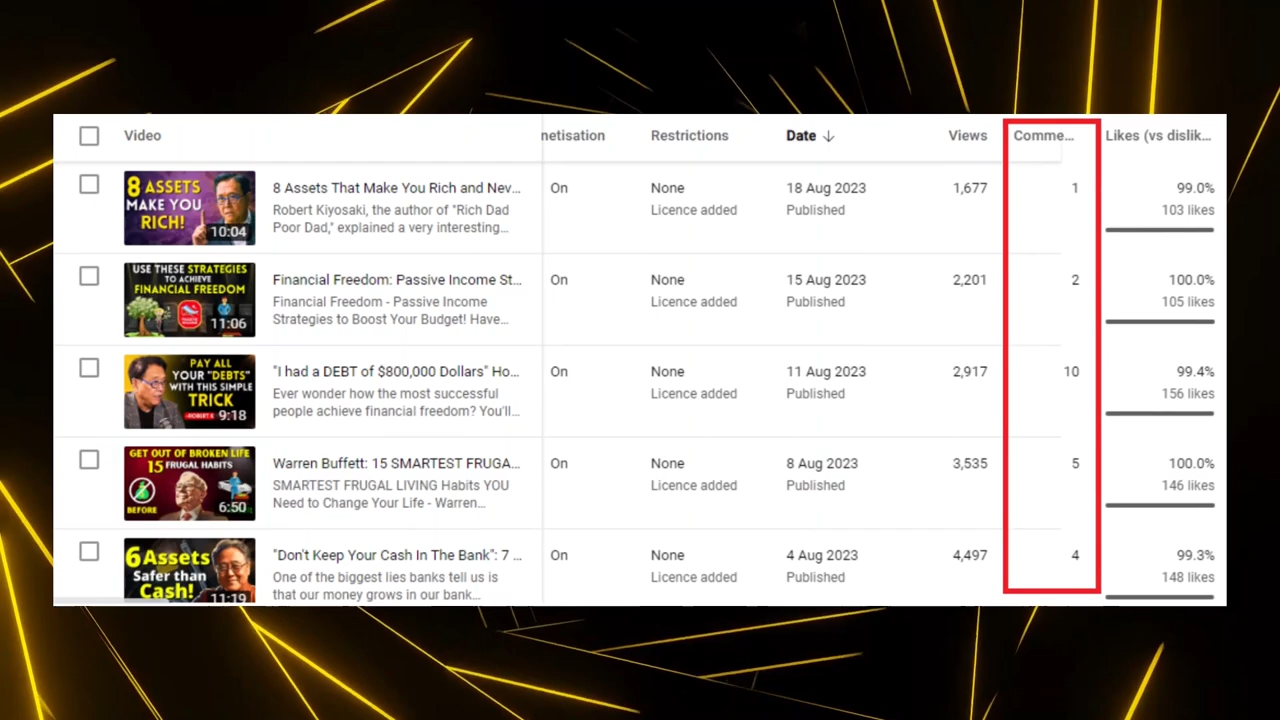 Video
netisation
Restrictions
Date
Views
Comme...
Likes (vs dislik...
8 ASSETS
MAKE YOU
RICH!
10:04
8 Assets That Make You Rich and Nev...
Robert Kiyosaki, the author of "Rich Dad
Poor Dad," explained a very interesting...
On
None
Licence added
18 Aug 2023
Published
1,677
1
99.0%
103 likes
USE THESE STRATEGIES
TO ACHIEVE
FINANCIAL FREEDOM
11:06
Financial Freedom: Passive Income St...
Financial Freedom - Passive Income
Strategies to Boost Your Budget! Have...
On
None
Licence added
15 Aug 2023
Published
2,201
2
100.0%
105 likes
PAY ALL
YOUR "DEBTS"
WITH THIS SIMPLE
TRICK
9:18
"I had a DEBT of $800,000 Dollars" Ho...
Ever wonder how the most successful
people achieve financial freedom? You'll...
On
None
Licence added
11 Aug 2023
Published
2,917
10
99.4%
156 likes
GET OUT OF BROKEN LIFE
15 FRUGAL HABITS
BEFORE
6:50
Warren Buffett: 15 SMARTEST FRUGA...
SMARTEST FRUGAL LIVING Habits YOU
Need to Change Your Life - Warren...
On
None
Licence added
8 Aug 2023
Published
3,535
5
100.0%
146 likes
6 Assets
Safer than
Cash!
11:19
"Don't Keep Your Cash In The Bank": 7 ...
One of the biggest lies banks tell us is
that our money grows in our bank...
On
None
Licence added
4 Aug 2023
Published
4,497
4
99.3%
148 likes